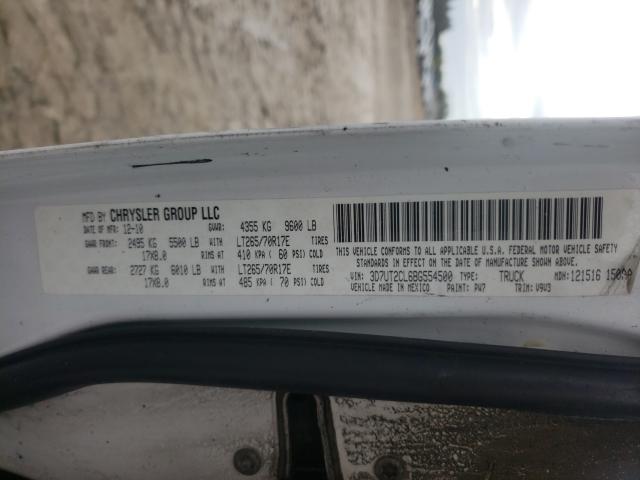 MFD BY CHRYSLER GROUP LLC
DATE OF MFR: 12-10 GVWR: 4355 KG 9600 LB
GAWR FRONT: 2495 KG 5500 LB WITH LT265/70R17E TIRES
17X8.0 RIMS AT 410 KPA ( 60 PSI) COLD
GAWR REAR: 2727 KG 6010 LB WITH LT265/70R17E TIRES
17X8.0 RIMS AT 485 KPA ( 70 PSI) COLD
THIS VEHICLE CONFORMS TO ALL APPLICABLE U.S.A. FEDERAL MOTOR VEHICLE SAFETY
STANDARDS IN EFFECT ON THE DATE OF MANUFACTURE SHOWN ABOVE.
VIN: 3D7UT2CL6BG554500 TYPE: TRUCK MDH: 121516
VEHICLE MADE IN MEXICO PAINT: PW7 TRIM: V9V3